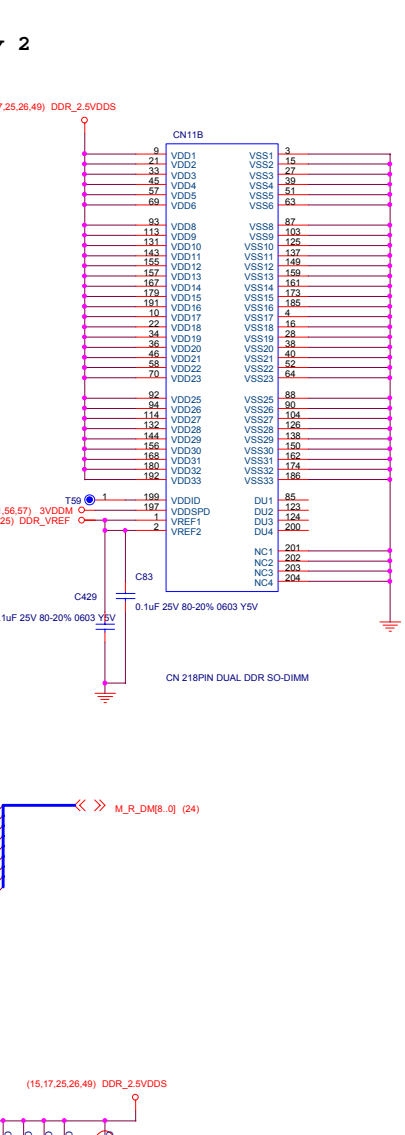 2
7,25,26,49) DDR_2.5VDDS
CN11B
9 VDD1 VSS1 3
21 VDD2 VSS2 15
33 VDD3 VSS3 27
45 VDD4 VSS4 39
57 VDD5 VSS5 51
69 VDD6 VSS6 63
93 VDD8 VSS8 87
113 VDD9 VSS9 103
131 VDD10 VSS10 125
143 VDD11 VSS11 137
155 VDD12 VSS12 149
157 VDD13 VSS13 159
167 VDD14 VSS14 161
179 VDD15 VSS15 173
191 VDD16 VSS16 185
10 VDD17 VSS17 4
22 VDD18 VSS18 16
34 VDD19 VSS19 28
36 VDD20 VSS20 38
46 VDD21 VSS21 40
58 VDD22 VSS22 52
70 VDD23 VSS23 64
92 VDD25 VSS25 88
94 VDD26 VSS26 90
114 VDD27 VSS27 104
132 VDD28 VSS28 126
144 VDD29 VSS29 138
156 VDD30 VSS30 150
168 VDD31 VSS31 162
180 VDD32 VSS32 174
192 VDD33 VSS33 186
T59 1 199 VDDID DU1 85
,56,57) 3VDDM 197 VDDSPD DU2 123
25) DDR_VREF 1 VREF1 DU3 124
2 VREF2 DU4 200
NC1 201
NC2 202
NC3 203
NC4 204
C83
C429
0.1uF 25V 80-20% 0603 Y5V
.1uF 25V 80-20% 0603 Y5V
CN 218PIN DUAL DDR SO-DIMM
M_R_DM[8..0] (24)
(15,17,25,26,49) DDR_2.5VDDS